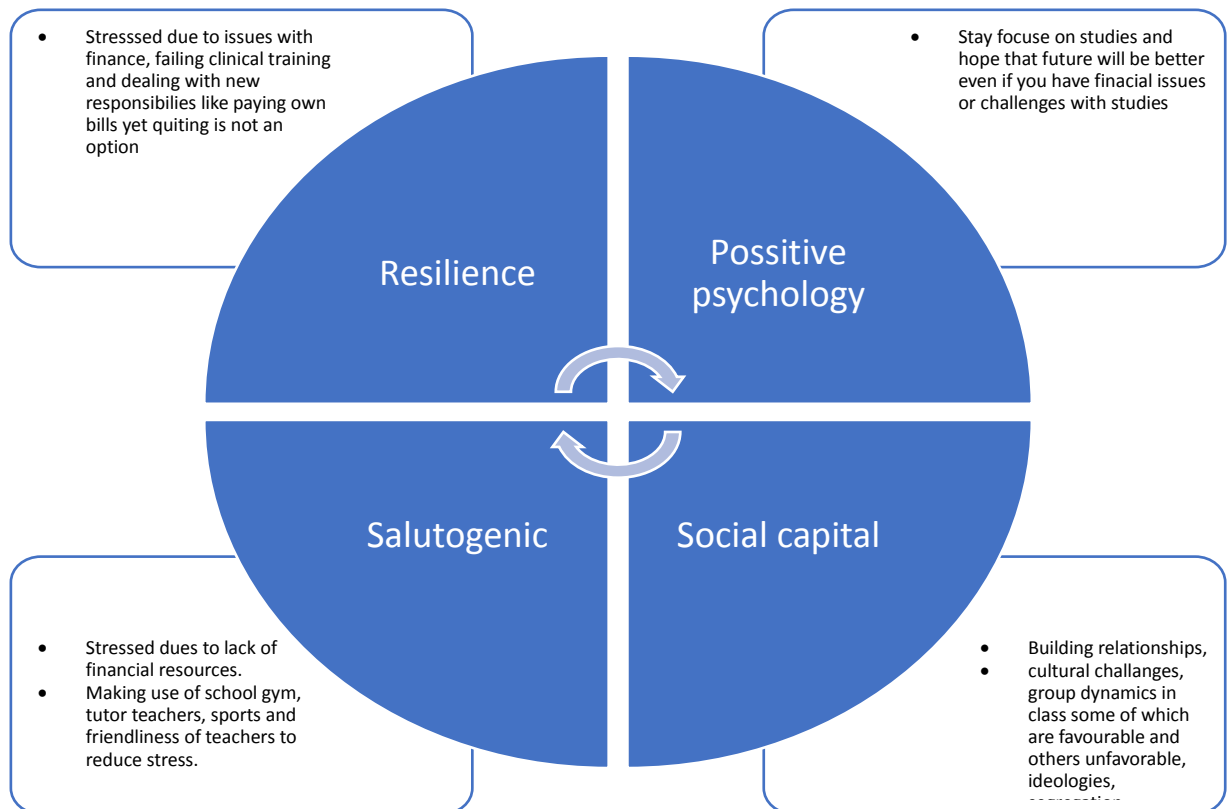 • Stresssed due to issues with
finance, failing clinical training
and dealing with new
responsibilies like paying own
bills yet quiting is not an
option
• Stay focus on studies and
hope that future will be better
even if you have finacial issues
or challenges with studies
Resilience
Possitive
psychology
Salutogenic
Social capital
• Stressed dues to lack of
financial resources.
• Making use of school gym,
tutor teachers, sports and
friendliness of teachers to
reduce stress.
• Building relationships,
• cultural challanges,
group dynamics in
class some of which
are favourable and
others unfavorable,
ideologies,